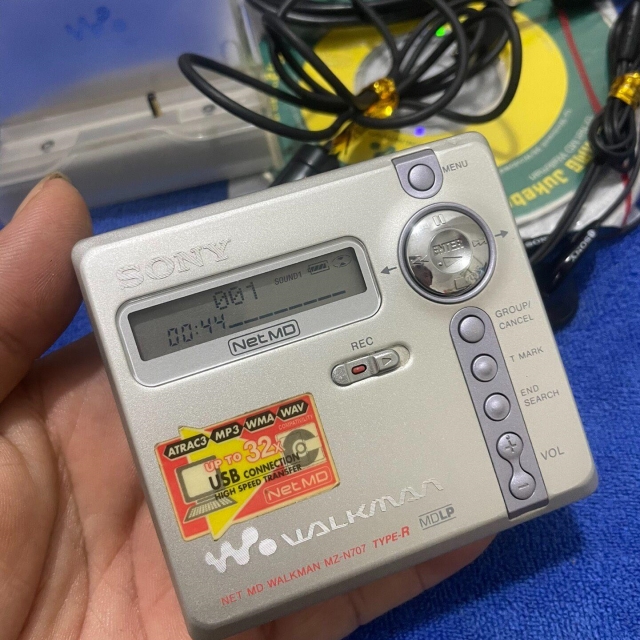 SONY
001
SOUND1
00:44
NetMD
REC
MENU
ENTER
GROUP/
CANCEL
T MARK
END
SEARCH
VOL
ATRAC3 MP3 WMA WAV
UP TO 32x
USB CONNECTION
HIGH SPEED TRANSFER
NetMD
WALKMAN
NET MD WALKMAN MZ-N707 TYPE-R MDLP
Jukeb